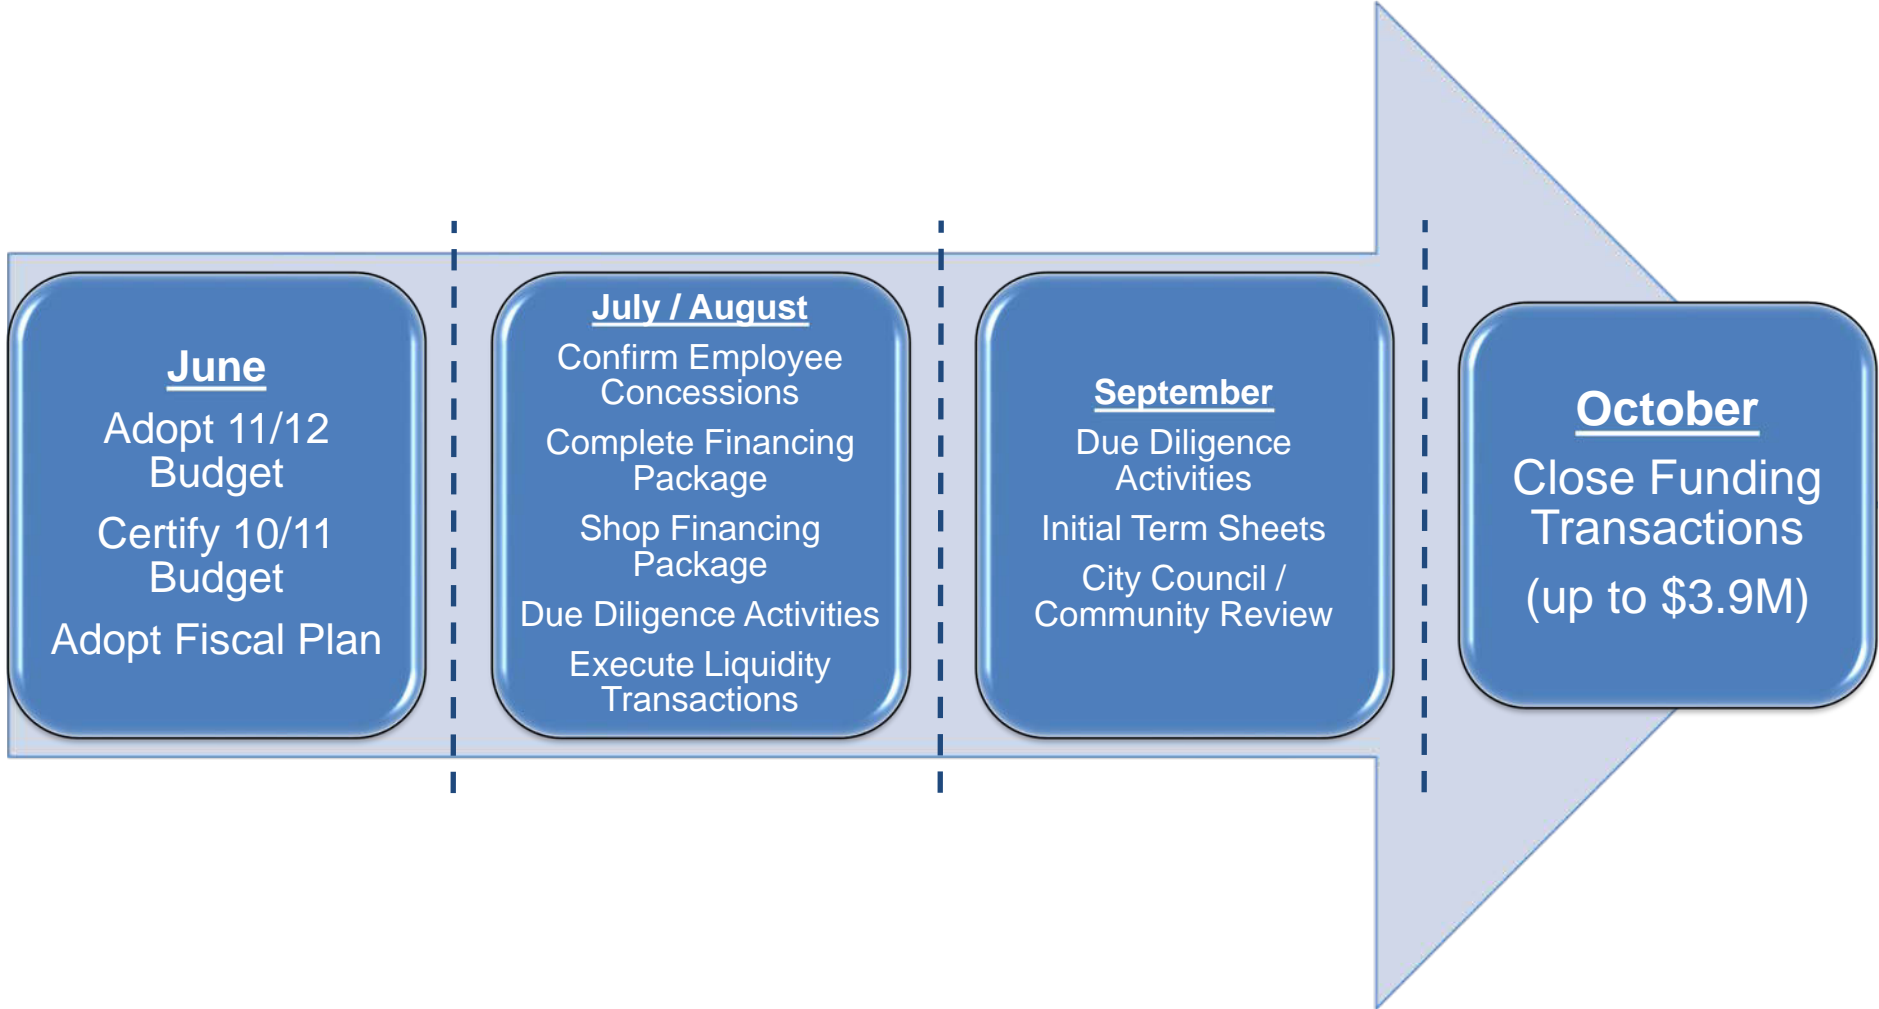 June
Adopt 11/12
Budget
Certify 10/11
Budget
Adopt Fiscal Plan
July / August
Confirm Employee
Concessions
Complete Financing
Package
Shop Financing
Package
Due Diligence Activities
Execute Liquidity
Transactions
September
Due Diligence
Activities
Initial Term Sheets
City Council /
Community Review
October
Close Funding
Transactions
(up to $3.9M)